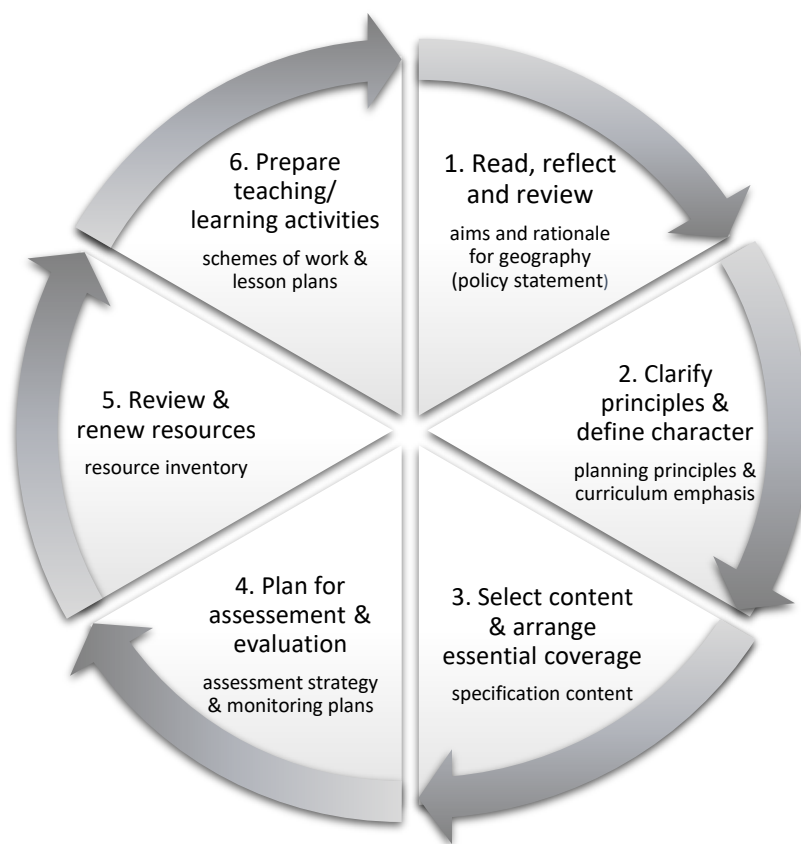 1. Read, reflect
and review
aims and rationale
for geography
(policy statement)
2. Clarify
principles &
define character
planning principles &
curriculum emphasis
3. Select content
& arrange
essential coverage
specification content
4. Plan for
assessement &
evaluation
assessment strategy
& monitoring plans
5. Review &
renew resources
resource inventory
6. Prepare
teaching/
learning activities
schemes of work &
lesson plans